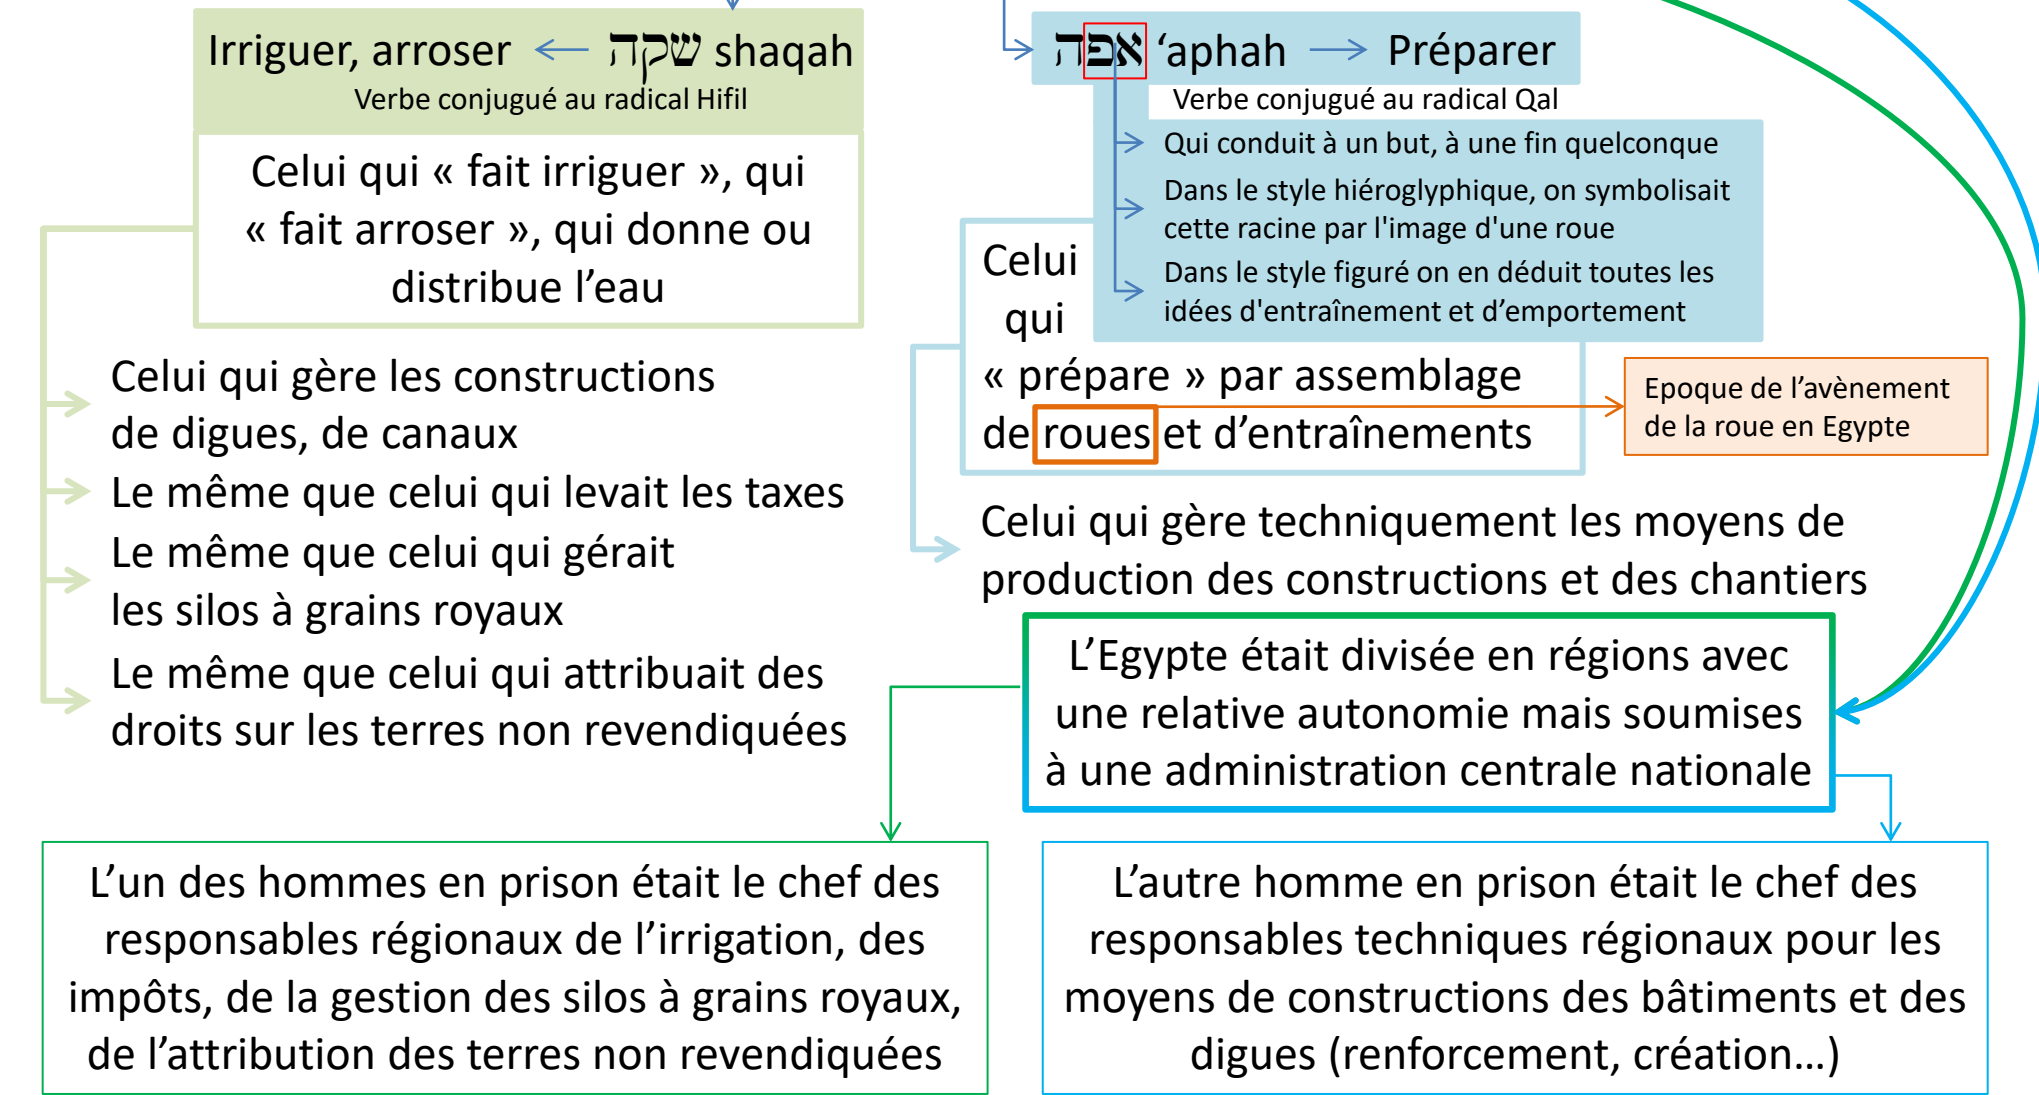 Irriguer, arroser שקה shaqah
Verbe conjugué au radical Hifil
Celui qui « fait irriguer », qui
« fait arroser », qui donne ou
distribue l’eau
Celui qui gère les constructions
de digues, de canaux
Le même que celui qui levait les taxes
Le même que celui qui gérait
les silos à grains royaux
Le même que celui qui attribuait des
droits sur les terres non revendiquées
אפה ‘aphah Préparer
Verbe conjugué au radical Qal
Qui conduit à un but, à une fin quelconque
Dans le style hiéroglyphique, on symbolisait
cette racine par l'image d'une roue
Dans le style figuré on en déduit toutes les
idées d'entraînement et d’emportement
Celui
qui
« prépare » par assemblage
de roues et d’entraînements
Epoque de l’avènement
de la roue en Egypte
Celui qui gère techniquement les moyens de
production des constructions et des chantiers
L’Egypte était divisée en régions avec
une relative autonomie mais soumises
à une administration centrale nationale
L’un des hommes en prison était le chef des
responsables régionaux de l’irrigation, des
impôts, de la gestion des silos à grains royaux,
de l’attribution des terres non revendiquées
L’autre homme en prison était le chef des
responsables techniques régionaux pour les
moyens de constructions des bâtiments et des
digues (renforcement, création…)